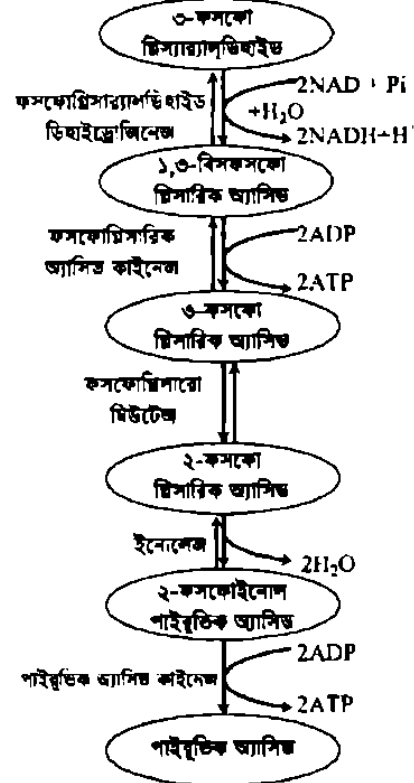 ৩-ফসফো
গ্লিসার‍্যালডিহাইড
ফসফোগ্লিসার‍্যালডিহাইড
ডিহাইড্রোজিনেজ
2NAD + Pi
+H₂O
2NADH+H⁺
১,৩-বিসফসফো
গ্লিসারিক অ্যাসিড
ফসফোগ্লিসারিক
অ্যাসিড কাইনেজ
2ADP
2ATP
৩-ফসফো
গ্লিসারিক অ্যাসিড
ফসফোগ্লিসারো
মিউটেজ
২-ফসফো
গ্লিসারিক অ্যাসিড
ইনোলেজ
2H₂O
২-ফসফোইনোল
পাইরুভিক অ্যাসিড
পাইরুভিক অ্যাসিড কাইনেজ
2ADP
2ATP
পাইরুভিক অ্যাসিড